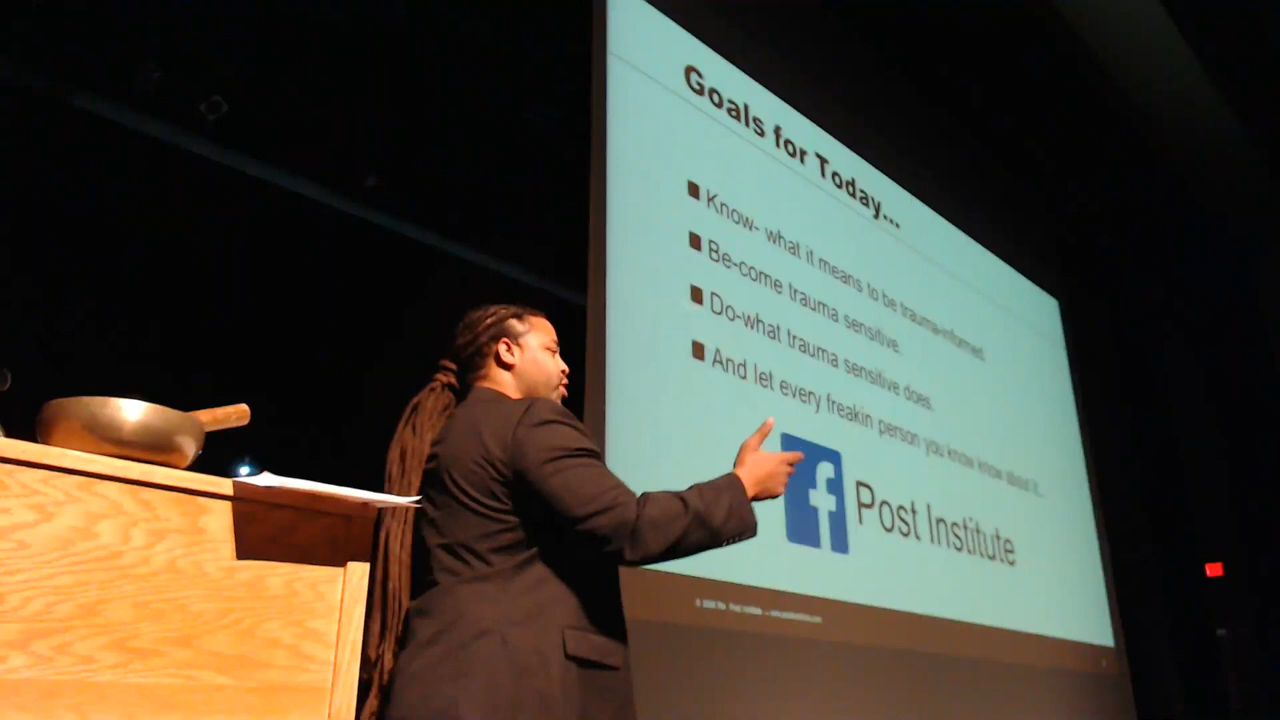 Goals for Today...
Know- what it means to be trauma-informed.
Be-come trauma sensitive.
Do-what trauma sensitive does.
And let every freakin person you know know about it..
f Post Institute